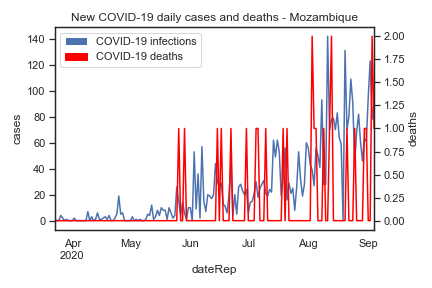 New COVID-19 daily cases and deaths - Mozambique
COVID-19 infections
COVID-19 deaths
cases
140
120
100
80
60
40
20
0
deaths
2.00
1.75
1.50
1.25
1.00
0.75
0.50
0.25
0.00
Apr
2020
May
Jun
Jul
Aug
Sep
dateRep